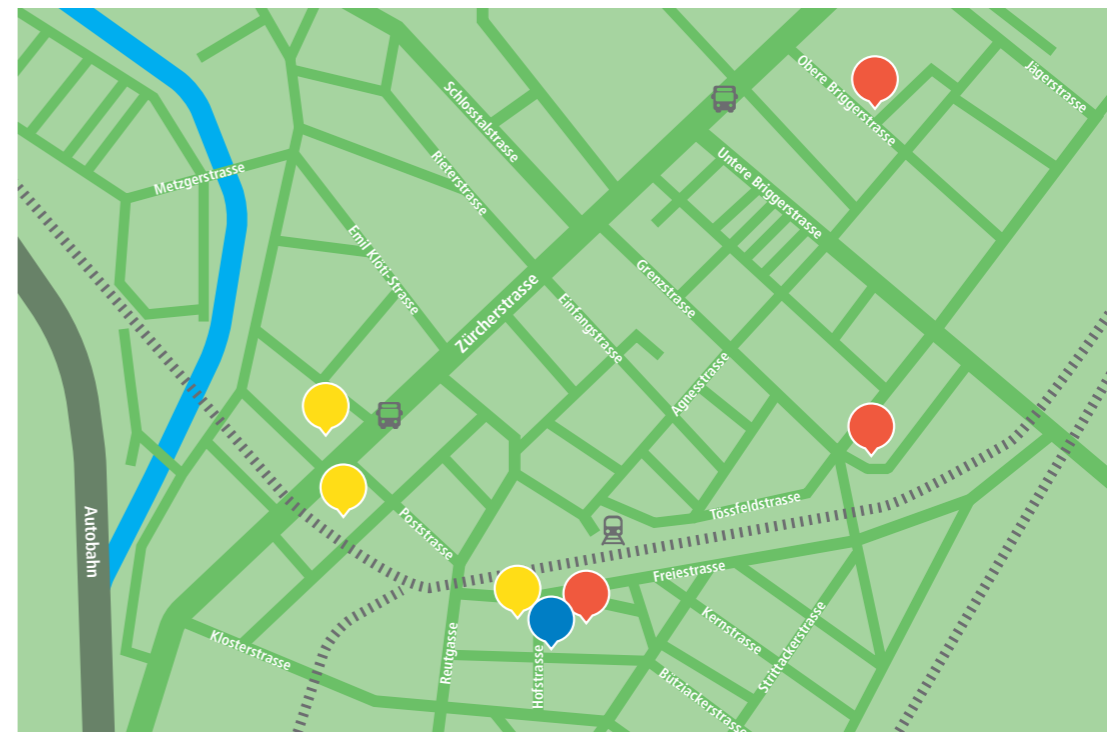 Jägerstrasse
Obere Briggerstrasse
Schlosstalstrasse
Untere Briggerstrasse
Rieterstrasse
Metzgerstrasse
Emil Klöti-Strasse
Grenzstrasse
Zürcherstrasse
Einfangstrasse
Agnesstrasse
Tössfeldstrasse
Autobahn
Poststrasse
Freiestrasse
Kernstrasse
Strittackerstrasse
Klosterstrasse
Reutgasse
Hofstrasse
Bütziackerstrasse